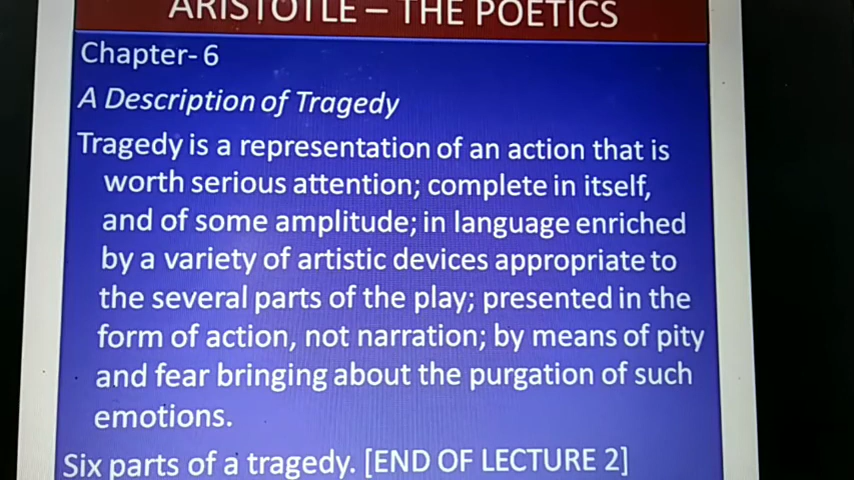 ARISTOTLE – THE POETICS
Chapter- 6
A Description of Tragedy
Tragedy is a representation of an action that is
worth serious attention; complete in itself,
and of some amplitude; in language enriched
by a variety of artistic devices appropriate to
the several parts of the play; presented in the
form of action, not narration; by means of pity
and fear bringing about the purgation of such
emotions.
Six parts of a tragedy. [END OF LECTURE 2]